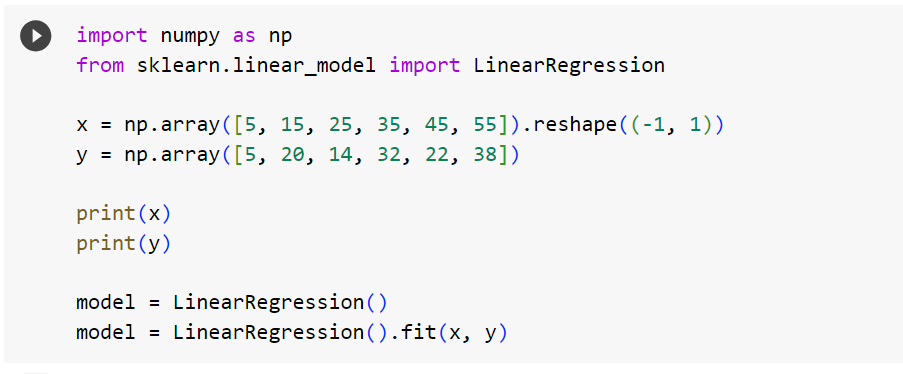 import numpy as np
from sklearn.linear_model import LinearRegression
x = np.array([5, 15, 25, 35, 45, 55]).reshape((-1, 1))
y = np.array([5, 20, 14, 32, 22, 38])
print(x)
print(y)
model = LinearRegression()
model = LinearRegression().fit(x, y)